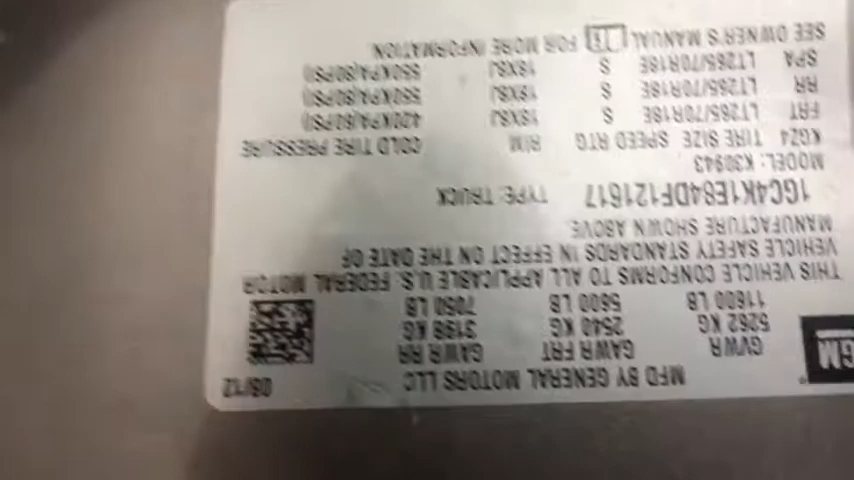 GM MFD BY GENERAL MOTORS LLC 08/12
GVWR GAWR FRT GAWR RR
5262 KG 2540 KG 3198 KG
11600 LB 5600 LB 7050 LB
THIS VEHICLE CONFORMS TO ALL APPLICABLE U.S. FEDERAL MOTOR
VEHICLE SAFETY STANDARDS IN EFFECT ON THE DATE OF
MANUFACTURE SHOWN ABOVE.
1GC4K1E84DF121617 TYPE: TRUCK
MODEL: K30943
KGZ4 TIRE SIZE SPEED RTG RIM COLD TIRE PRESSURE
FRT LT265/70R18E S 18X8J 420KPA(60PSI)
RR LT265/70R18E S 18X8J 550KPA(80PSI)
SPA LT265/70R18E S 18X8J 550KPA(80PSI)
SEE OWNER'S MANUAL FOR MORE INFORMATION.